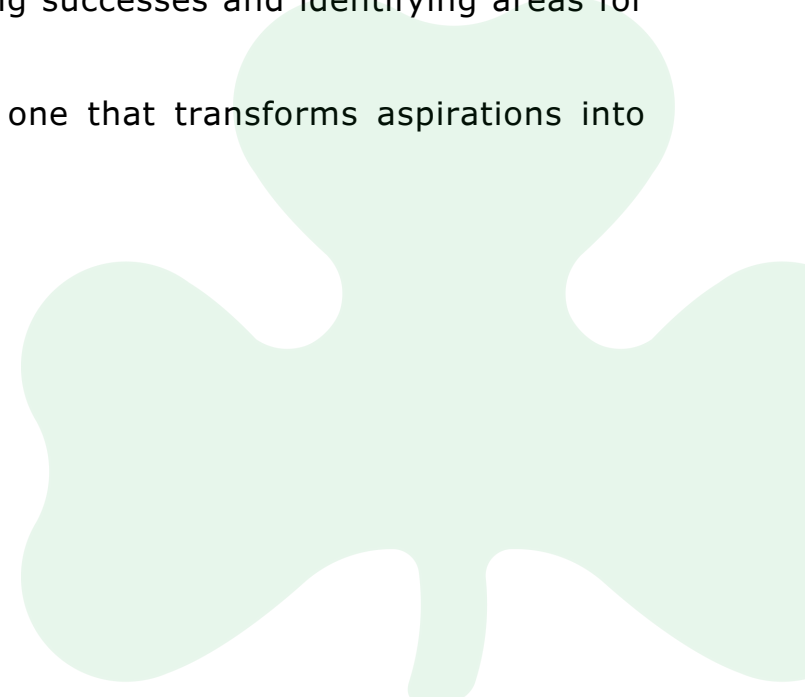 successes and identifying areas for
one that transforms aspirations into